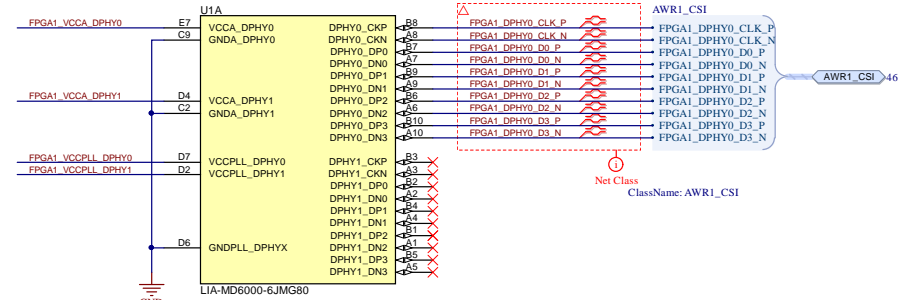 U1A
AWR1_CSI
FPGA1_VCCA_DPHY0 E7 VCCA_DPHY0 DPHY0_CKP B8 FPGA1_DPHY0_CLK_P FPGA1_DPHY0_CLK_P
C9 GNDA_DPHY0 DPHY0_CKN A8 FPGA1_DPHY0_CLK_N FPGA1_DPHY0_CLK_N
DPHY0_DP0 B7 FPGA1_DPHY0_D0_P FPGA1_DPHY0_D0_P
DPHY0_DN0 A7 FPGA1_DPHY0_D0_N FPGA1_DPHY0_D0_N
DPHY0_DP1 B9 FPGA1_DPHY0_D1_P FPGA1_DPHY0_D1_P
AWR1_CSI 46
DPHY0_DN1 A9 FPGA1_DPHY0_D1_N FPGA1_DPHY0_D1_N
FPGA1_VCCA_DPHY1 D4 VCCA_DPHY1 DPHY0_DP2 B6 FPGA1_DPHY0_D2_P FPGA1_DPHY0_D2_P
C2 GNDA_DPHY1 DPHY0_DN2 A6 FPGA1_DPHY0_D2_N FPGA1_DPHY0_D2_N
DPHY0_DP3 B10 FPGA1_DPHY0_D3_P FPGA1_DPHY0_D3_P
DPHY0_DN3 A10 FPGA1_DPHY0_D3_N FPGA1_DPHY0_D3_N
FPGA1_VCCPLL_DPHY0 D7 VCCPLL_DPHY0 DPHY1_CKP B3
FPGA1_VCCPLL_DPHY1 D2 VCCPLL_DPHY1 DPHY1_CKN A3
i
Net Class
DPHY1_DP0 B2
ClassName: AWR1_CSI
DPHY1_DN0 A2
DPHY1_DP1 B4
DPHY1_DN1 A4
DPHY1_DP2 B1
D6 GNDPLL_DPHYX DPHY1_DN2 A1
DPHY1_DP3 B5
DPHY1_DN3 A5
LIA-MD6000-6JMG80